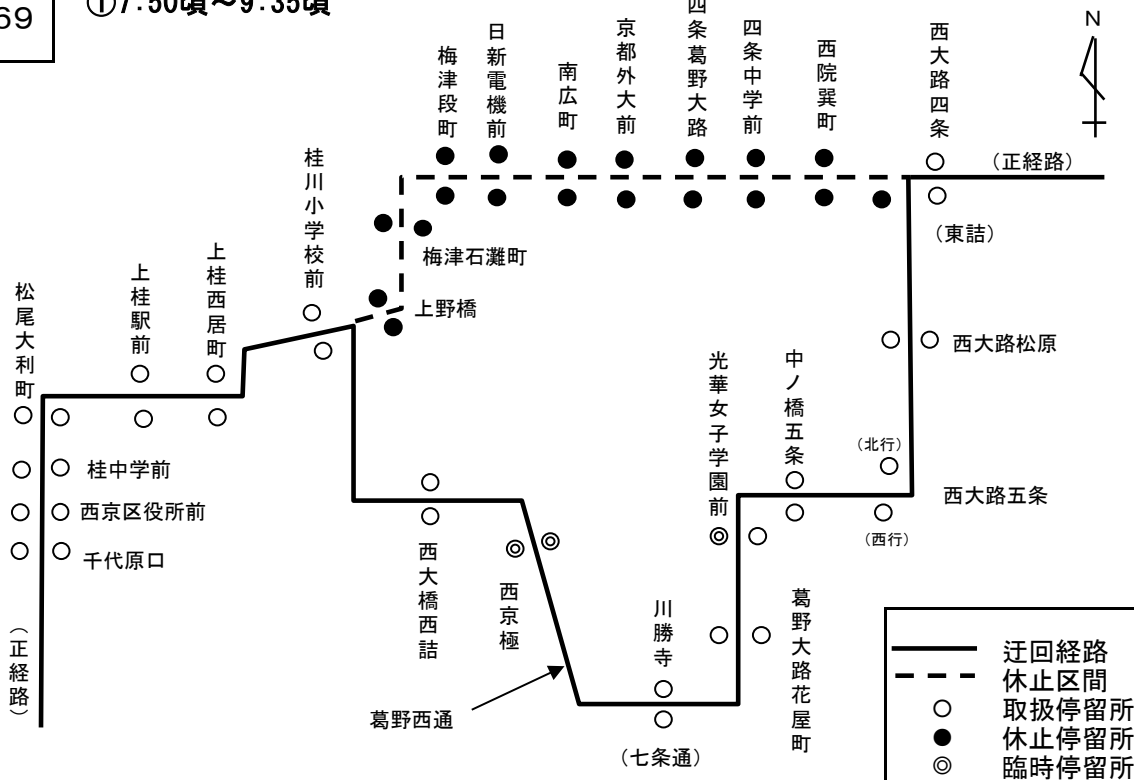 69
①7:50頃~9:35頃
N
梅津段町
日新電機前
南広町
京都外大前
四条葛野大路
四条中学前
西院巽町
西大路四条
(正経路)
(東詰)
桂川小学校前
梅津石灘町
上野橋
上桂西居町
上桂駅前
松尾大利町
桂中学前
西京区役所前
千代原口
(正経路)
西大橋西詰
西京極
葛野西通
川勝寺
(七条通)
光華女子学園前
葛野大路花屋町
中ノ橋五条
西大路松原
(北行)
西大路五条
(西行)
迂回経路
休止区間
取扱停留所
休止停留所
臨時停留所